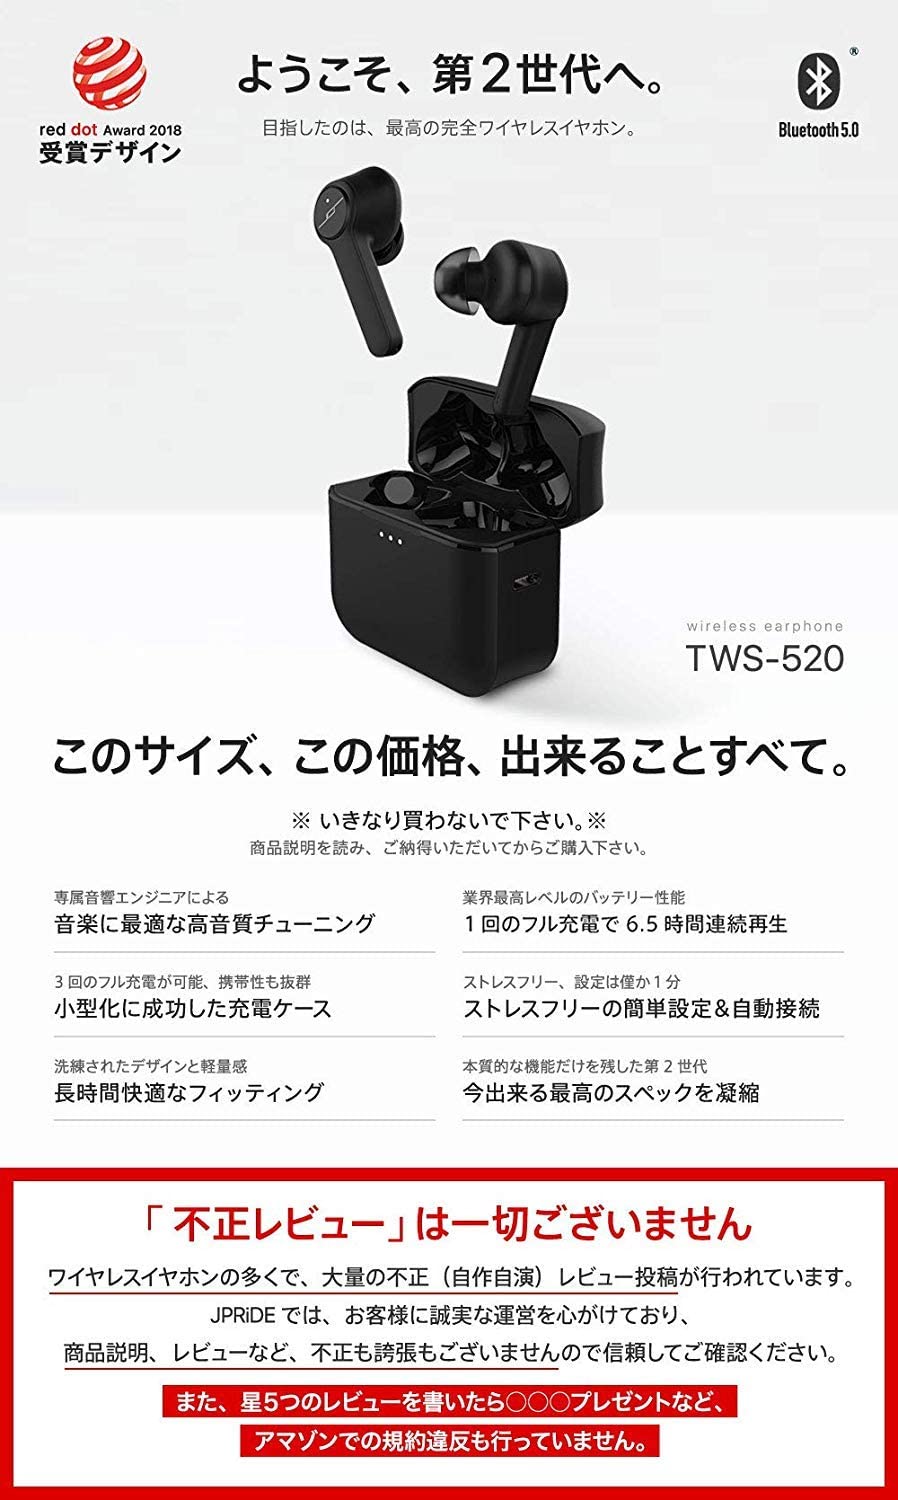 ようこそ、第2世代へ。
目指したのは、最高の完全ワイヤレスイヤホン。
red dot Award 2018
受賞デザイン
®
Bluetooth5.0
wireless earphone
TWS-520
このサイズ、この価格、出来ることすべて。
※ いきなり買わないで下さい。※
商品説明を読み、ご納得いただいてからご購入下さい。
専属音響エンジニアによる
音楽に最適な高音質チューニング
業界最高レベルのバッテリー性能
1回のフル充電で 6.5 時間連続再生
3 回のフル充電が可能、携帯性も抜群
小型化に成功した充電ケース
ストレスフリー、設定は僅か1分
ストレスフリーの簡単設定&自動接続
洗練されたデザインと軽量感
長時間快適なフィッティング
本質的な機能だけを残した第 2 世代
今出来る最高のスペックを凝縮
「 不正レビュー」は一切ございません
ワイヤレスイヤホンの多くで、大量の不正（自作自演）レビュー投稿が行われています。
JPRiDE では、お客様に誠実な運営を心がけており、
商品説明、レビューなど、不正も誇張もございませんので信頼してご確認ください。
また、星5つのレビューを書いたら〇〇〇プレゼントなど、
アマゾンでの規約違反も行っていません。